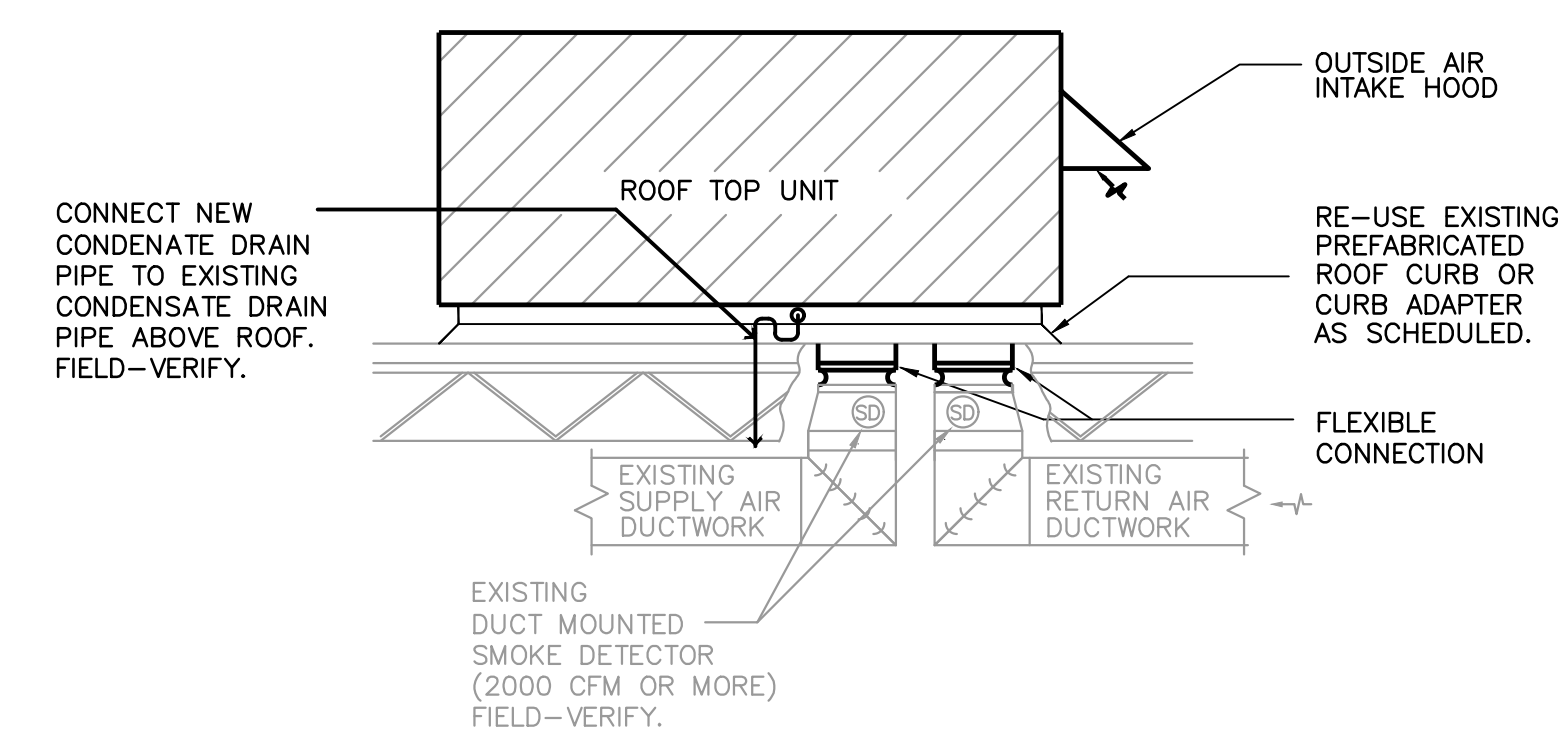 OUTSIDE AIR
INTAKE HOOD
ROOF TOP UNIT
CONNECT NEW
CONDENATE DRAIN
PIPE TO EXISTING
CONDENSATE DRAIN
PIPE ABOVE ROOF.
FIELD-VERIFY.
RE-USE EXISTING
PREFABRICATED
ROOF CURB OR
CURB ADAPTER
AS SCHEDULED.
SD
SD
FLEXIBLE
CONNECTION
EXISTING
SUPPLY AIR
DUCTWORK
EXISTING
RETURN AIR
DUCTWORK
EXISTING
DUCT MOUNTED
SMOKE DETECTOR
(2000 CFM OR MORE)
FIELD-VERIFY.